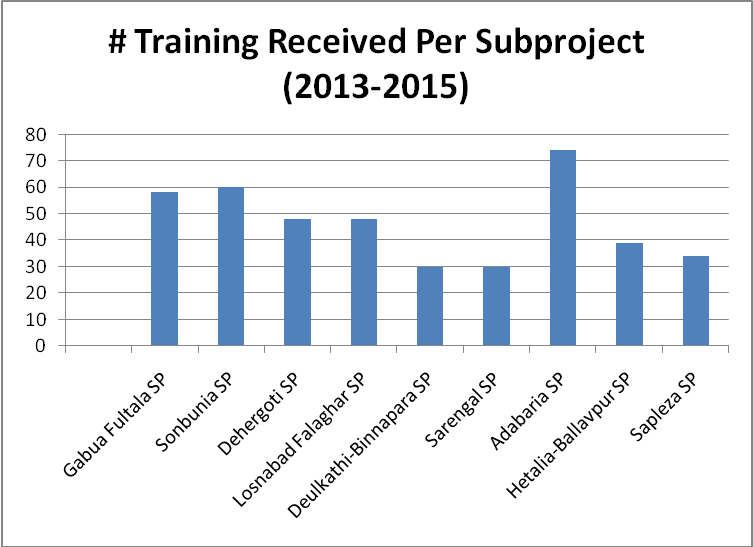 # Training Received Per Subproject
(2013-2015)
80
70
60
50
40
30
20
10
0
Gabua Fultala SP
Sonbunia SP
Dehergoti SP
Losnabad Falaghar SP
Deulkathi-Binnapara SP
Sarengal SP
Adabaria SP
Hetalia-Ballavpur SP
Sapleza SP